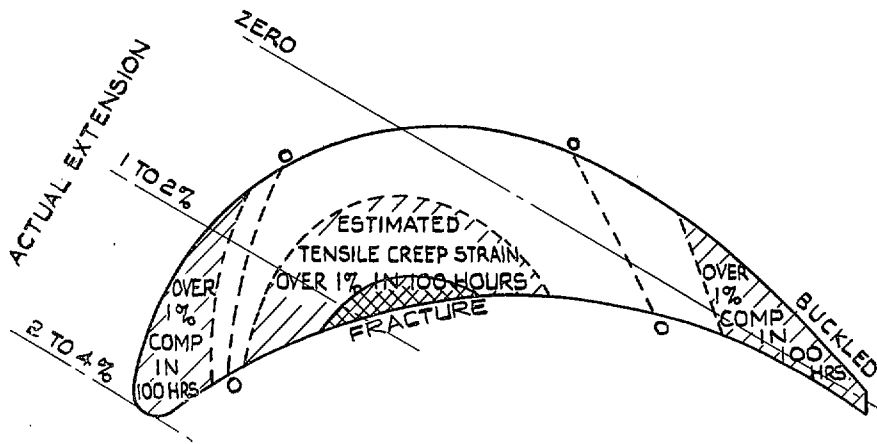 ZERO
ACTUAL EXTENSION
1 TO 2%
2 TO 4%
O
O
ESTIMATED
TENSILE CREEP STRAIN
OVER 1% IN 100 HOURS
FRACTURE
OVER
1%
COMP
IN
100 HRS
O
O
OVER
1%
COMP
IN
100
HRS.
BUCKLED